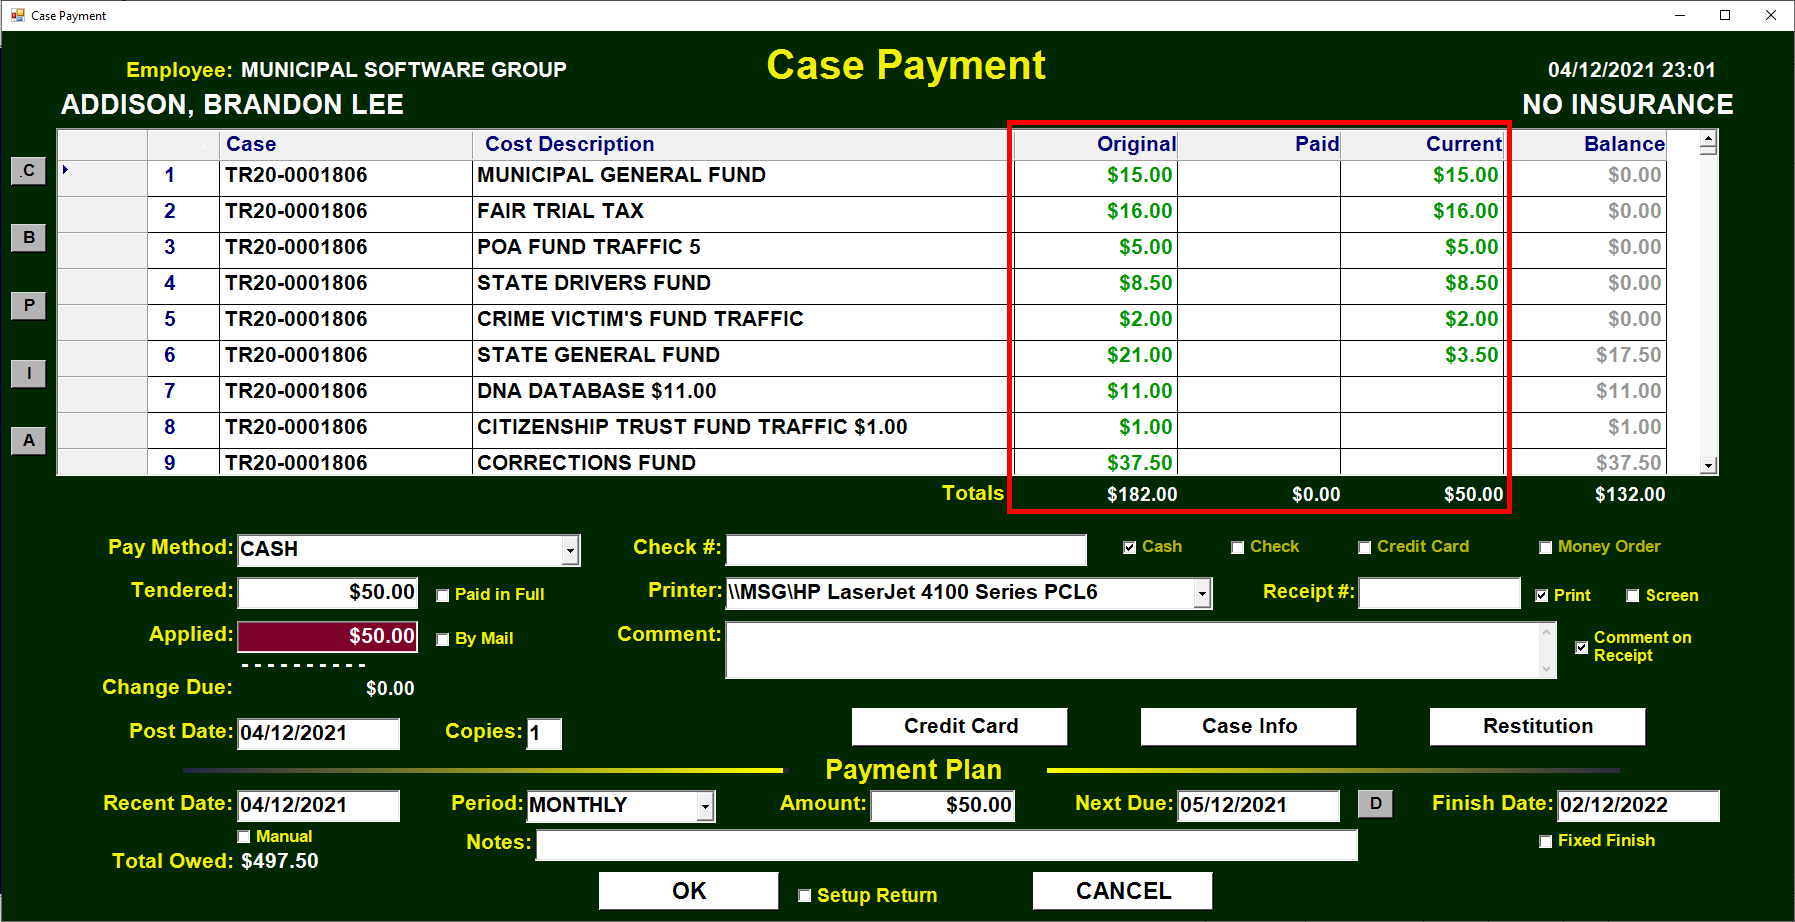 Case Payment
Employee: MUNICIPAL SOFTWARE GROUP
Case Payment
04/12/2021 23:01
ADDISON, BRANDON LEE
NO INSURANCE
Case Cost Description Original Paid Current Balance
C
1 TR20-0001806 MUNICIPAL GENERAL FUND $15.00 $15.00 $0.00
2 TR20-0001806 FAIR TRIAL TAX $16.00 $16.00 $0.00
B
3 TR20-0001806 POA FUND TRAFFIC 5 $5.00 $5.00 $0.00
4 TR20-0001806 STATE DRIVERS FUND $8.50 $8.50 $0.00
P
5 TR20-0001806 CRIME VICTIM'S FUND TRAFFIC $2.00 $2.00 $0.00
6 TR20-0001806 STATE GENERAL FUND $21.00 $3.50 $17.50
I
7 TR20-0001806 DNA DATABASE $11.00 $11.00 $11.00
8 TR20-0001806 CITIZENSHIP TRUST FUND TRAFFIC $1.00 $1.00 $1.00
A
9 TR20-0001806 CORRECTIONS FUND $37.50 $37.50
Totals $182.00 $0.00 $50.00 $132.00
Pay Method: CASH Check #: Cash Check Credit Card Money Order
Tendered: $50.00 Paid in Full Printer: \\MSG\HP LaserJet 4100 Series PCL6 Receipt #: Print Screen
Applied: $50.00 By Mail Comment: Comment on
Receipt
----------
Change Due: $0.00
Post Date: 04/12/2021 Copies: 1 Credit Card Case Info Restitution
Payment Plan
Recent Date: 04/12/2021 Period: MONTHLY Amount: $50.00 Next Due: 05/12/2021 D Finish Date: 02/12/2022
Manual Notes: Fixed Finish
Total Owed: $497.50
OK Setup Return CANCEL